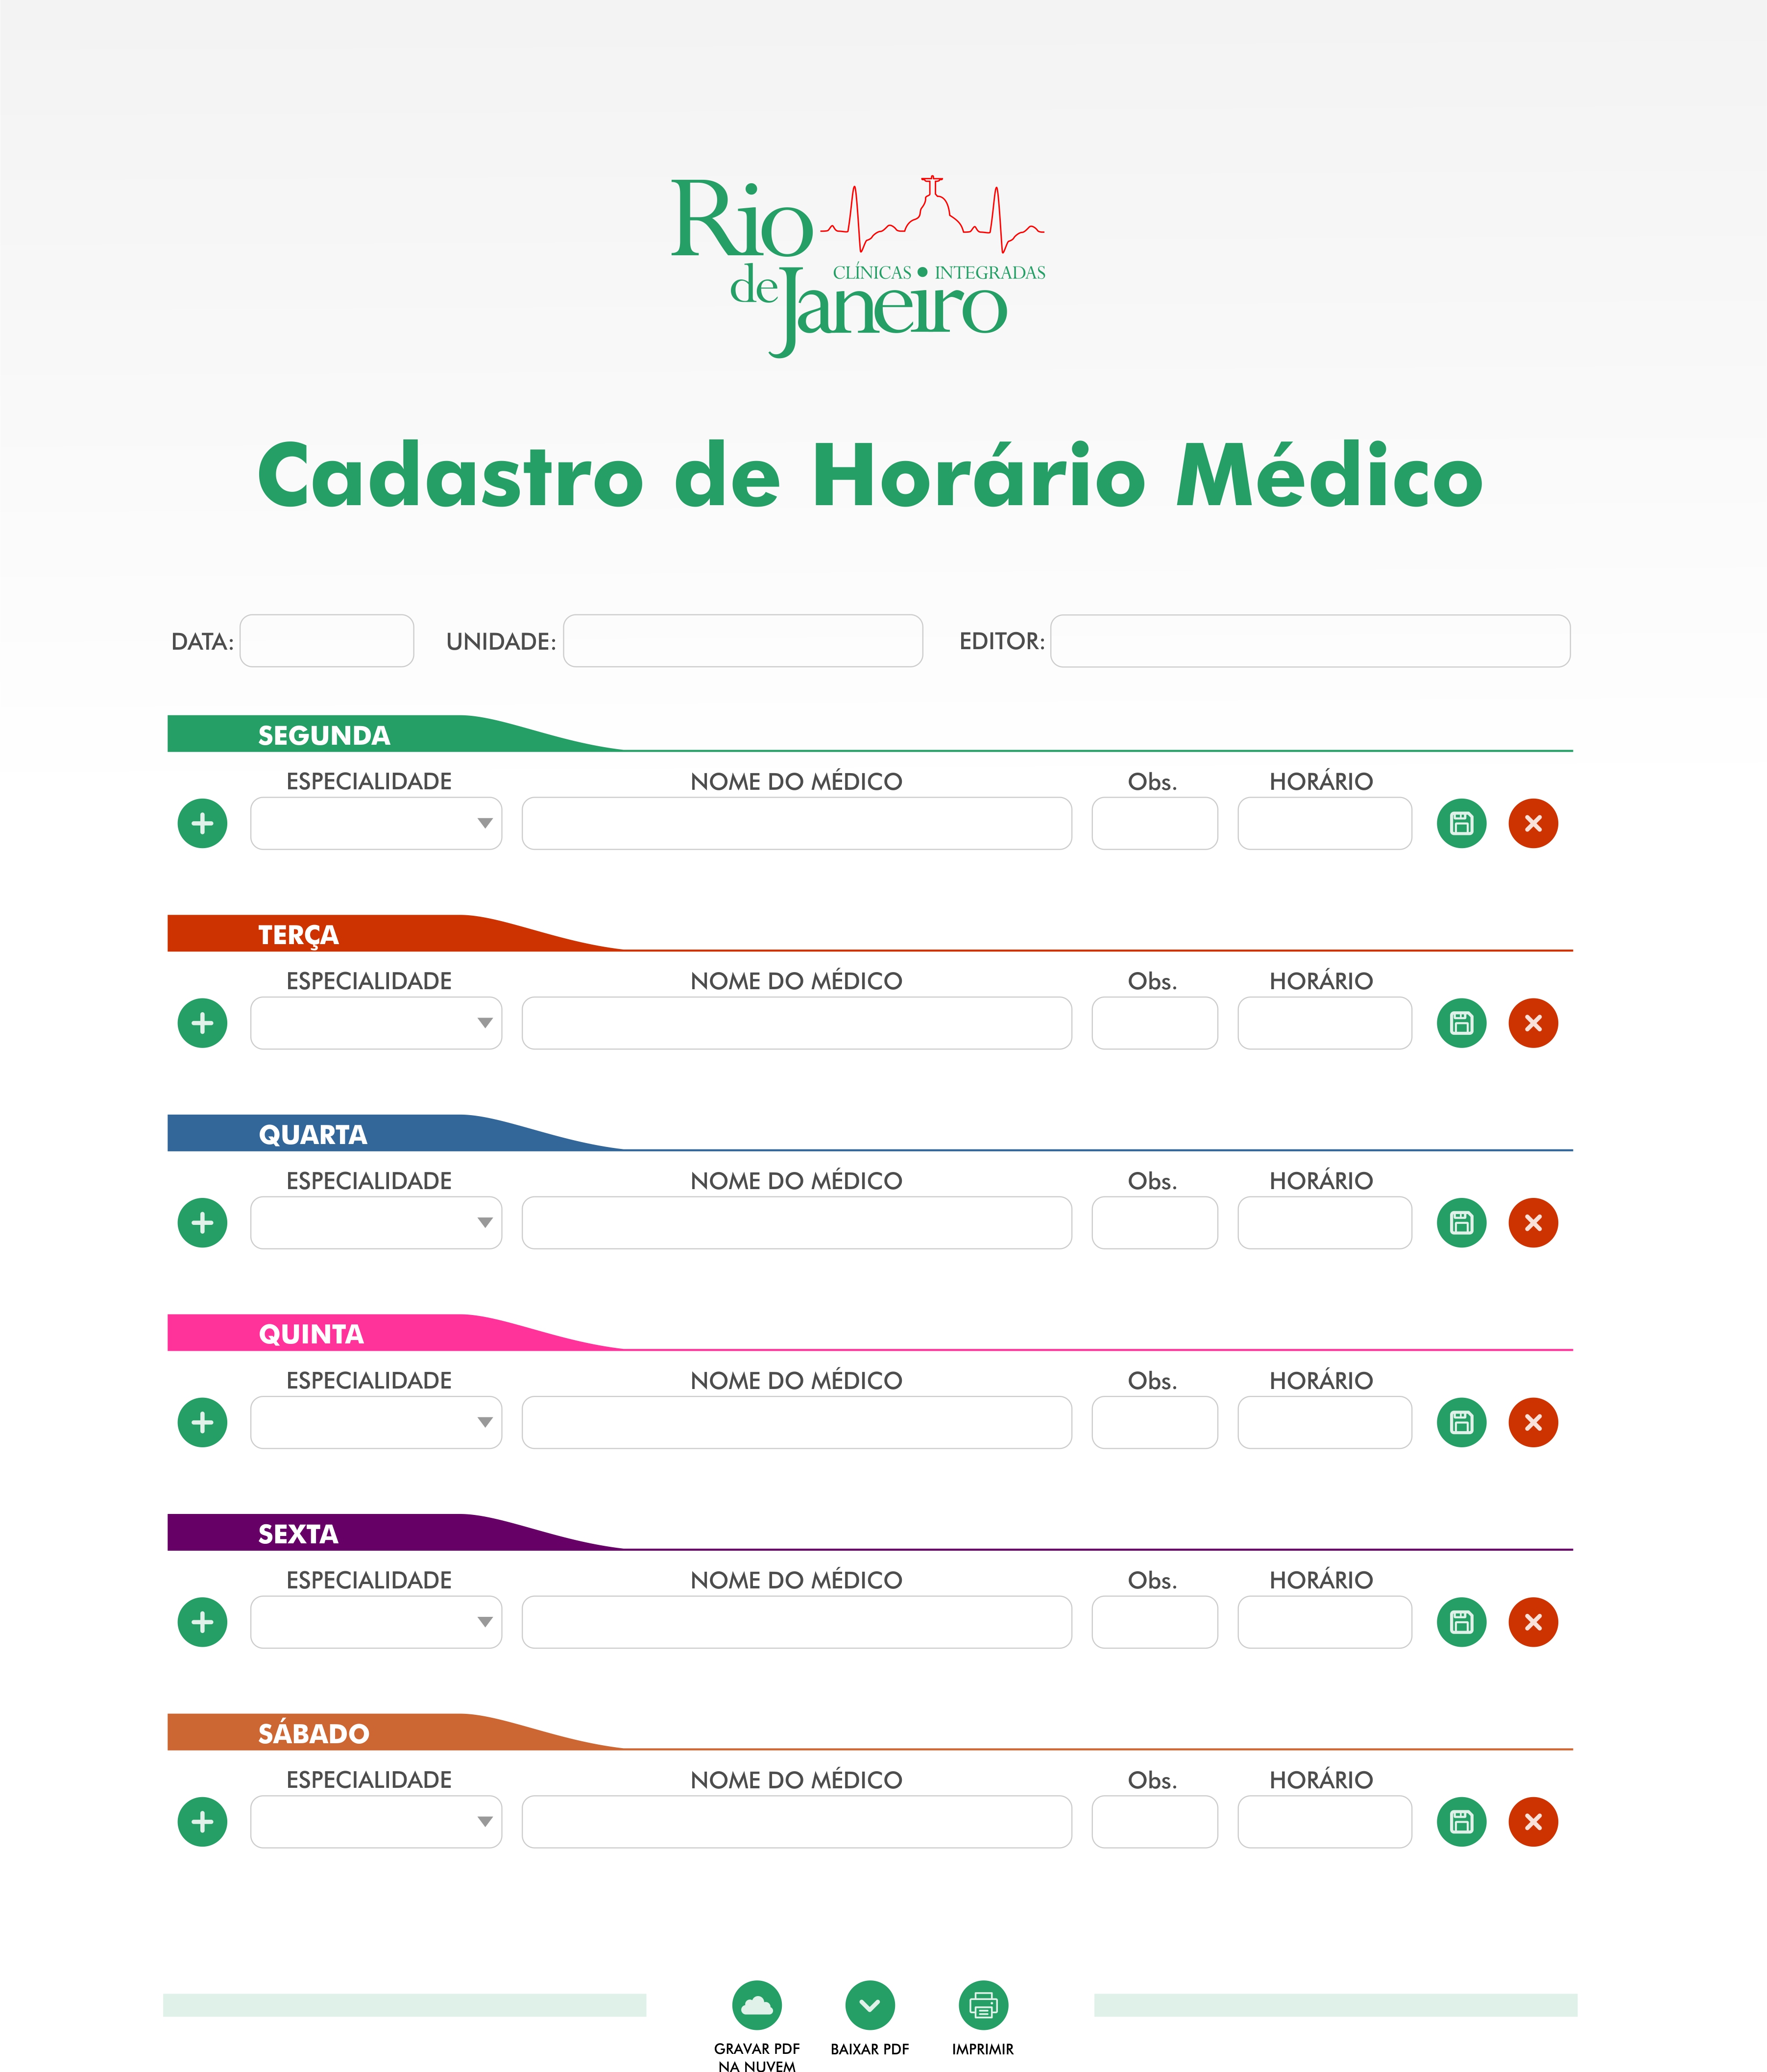 Rio
CLÍNICAS • INTEGRADAS
de Janeiro
Cadastro de Horário Médico
DATA: UNIDADE: EDITOR:
SEGUNDA
ESPECIALIDADE NOME DO MÉDICO Obs. HORÁRIO
TERÇA
ESPECIALIDADE NOME DO MÉDICO Obs. HORÁRIO
QUARTA
ESPECIALIDADE NOME DO MÉDICO Obs. HORÁRIO
QUINTA
ESPECIALIDADE NOME DO MÉDICO Obs. HORÁRIO
SEXTA
ESPECIALIDADE NOME DO MÉDICO Obs. HORÁRIO
SÁBADO
ESPECIALIDADE NOME DO MÉDICO Obs. HORÁRIO
GRAVAR PDF BAIXAR PDF IMPRIMIR
NA NUVEM